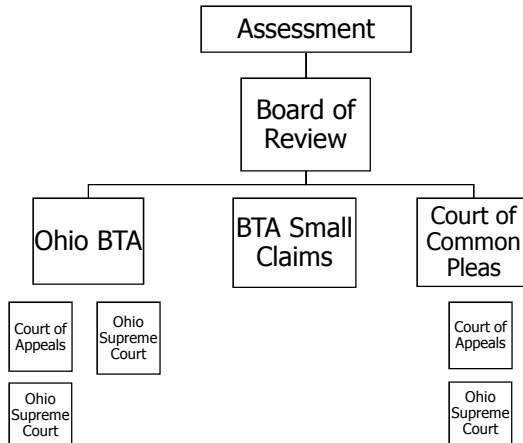 Assessment
Board of
Review
Ohio BTA
BTA Small
Claims
Court of
Common
Pleas
Court of
Appeals
Ohio
Supreme
Court
Court of
Appeals
Ohio
Supreme
Court
Ohio
Supreme
Court